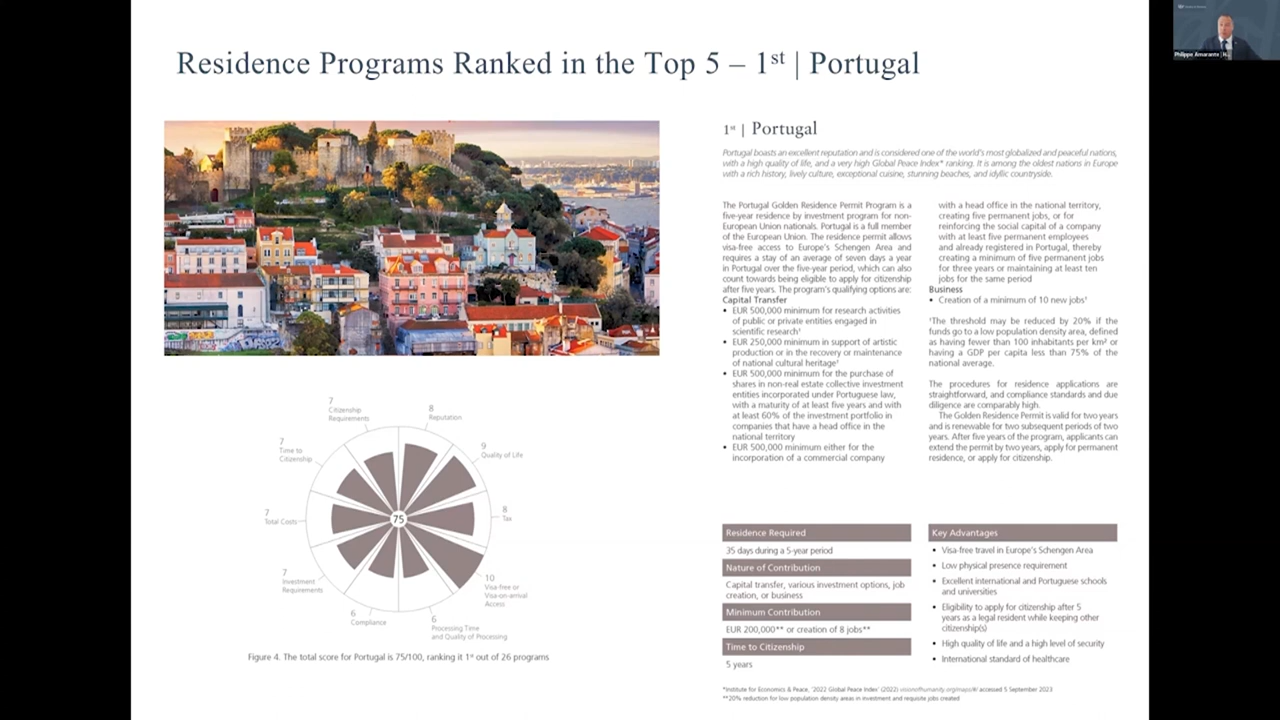 Residence Programs Ranked in the Top 5 – 1st | Portugal
Philippe Amarante |
1st | Portugal
Portugal boasts an excellent reputation and is considered one of the world's most globalized and peaceful nations,
with a high quality of life, and a very high Global Peace Index* ranking. It is among the oldest nations in Europe
with a rich history, lively culture, exceptional cuisine, stunning beaches, and idyllic countryside.
The Portugal Golden Residence Permit Program is a
five-year residence by investment program for non-
European Union nationals. Portugal is a full member
of the European Union. The residence permit allows
visa-free access to Europe's Schengen Area and
requires a stay of an average of seven days a year
in Portugal over the five-year period, which can also
count towards being eligible to apply for citizenship
after five years. The program's qualifying options are:
Capital Transfer
• EUR 500,000 minimum for research activities
of public or private entities engaged in
scientific research¹
• EUR 250,000 minimum in support of artistic
production or in the recovery or maintenance
of national cultural heritage¹
• EUR 500,000 minimum for the purchase of
shares in non-real estate collective investment
entities incorporated under Portuguese law,
with a maturity of at least five years and with
at least 60% of the investment portfolio in
companies that have a head office in the
national territory
• EUR 500,000 minimum either for the
incorporation of a commercial company
with a head office in the national territory,
creating five permanent jobs, or for
reinforcing the social capital of a company
with at least five permanent employees
and already registered in Portugal, thereby
creating a minimum of five permanent jobs
for three years or maintaining at least ten
jobs for the same period
Business
• Creation of a minimum of 10 new jobs¹
¹The threshold may be reduced by 20% if the
funds go to a low population density area, defined
as having fewer than 100 inhabitants per km² or
having a GDP per capita less than 75% of the
national average.
The procedures for residence applications are
straightforward, and compliance standards and due
diligence are comparably high.
The Golden Residence Permit is valid for two years
and is renewable for two subsequent periods of two
years. After five years of the program, applicants can
extend the permit by two years, apply for permanent
residence, or apply for citizenship.
7
Citizenship
Requirements
8
Reputation
9
Quality of Life
8
Tax
10
Visa-free or
Visa-on-arrival
Access
6
Processing Time
and Quality of Processing
6
Compliance
7
Investment
Requirements
7
Total Costs
7
Time to
Citizenship
75
Figure 4. The total score for Portugal is 75/100, ranking it 1st out of 26 programs
Residence Required
35 days during a 5-year period
Nature of Contribution
Capital transfer, various investment options, job
creation, or business
Minimum Contribution
EUR 200,000** or creation of 8 jobs**
Time to Citizenship
5 years
Key Advantages
• Visa-free travel in Europe's Schengen Area
• Low physical presence requirement
• Excellent international and Portuguese schools
and universities
• Eligibility to apply for citizenship after 5
years as a legal resident while keeping other
citizenship(s)
• High quality of life and a high level of security
• International standard of healthcare
*Institute for Economics & Peace, '2022 Global Peace Index' (2022) visionofhumanity.org/maps/#/ accessed 5 September 2023
**20% reduction for low population density areas in investment and requisite jobs created